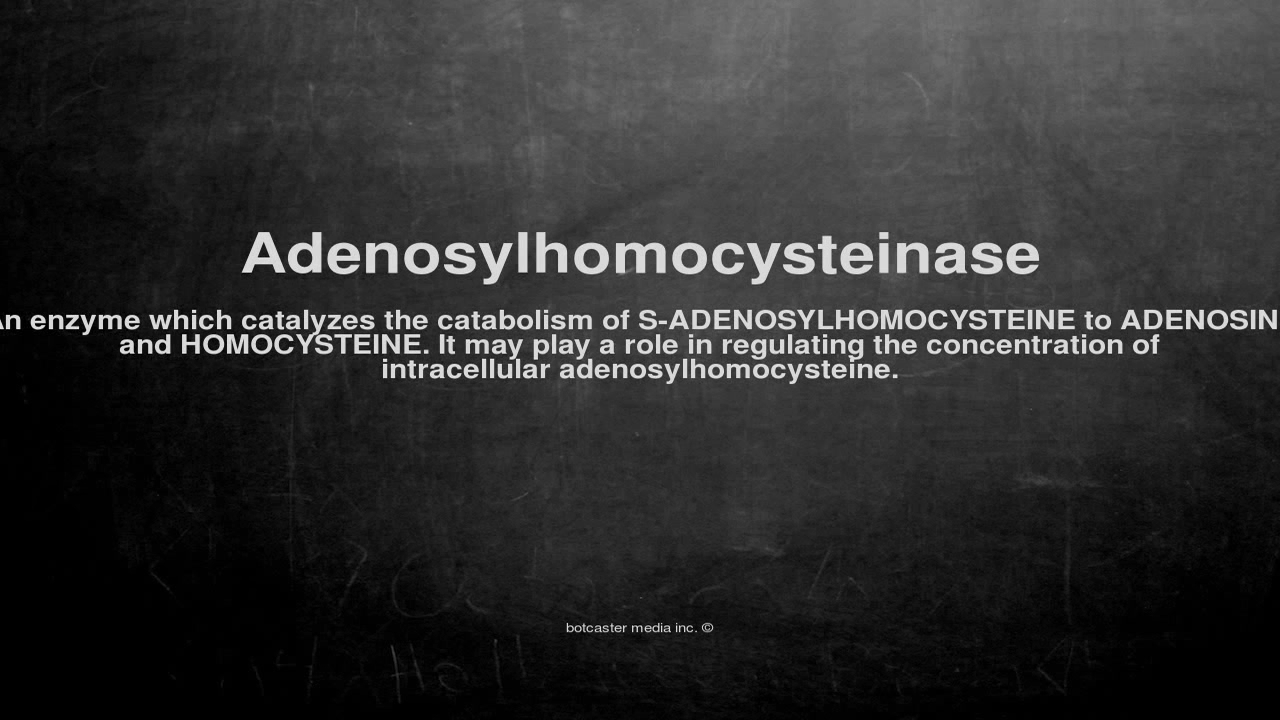 Adenosylhomocysteinase
An enzyme which catalyzes the catabolism of S-ADENOSYLHOMOCYSTEINE to ADENOSIN
and HOMOCYSTEINE. It may play a role in regulating the concentration of
intracellular adenosylhomocysteine.
botcaster media inc. ©